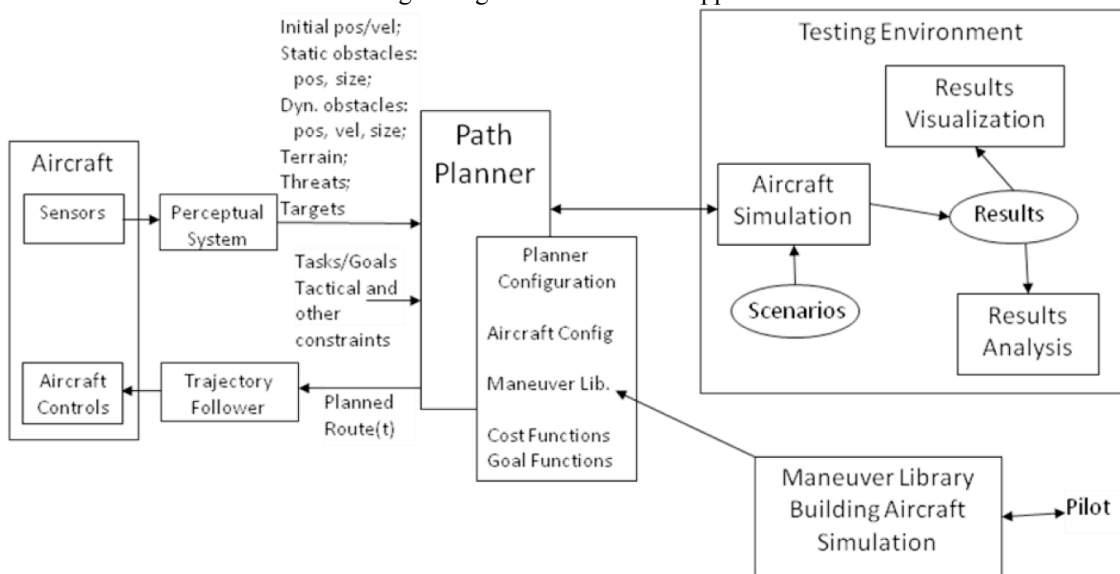 Initial pos/vel;
Static obstacles:
pos, size;
Dyn. obstacles:
pos, vel, size;
Terrain;
Threats;
Targets
Aircraft
Sensors
Perceptual
System
Tasks/Goals
Tactical and
other
constraints
Aircraft
Controls
Trajectory
Follower
Planned
Route(t)
Path
Planner
Planner
Configuration
Aircraft Config
Maneuver Lib.
Cost Functions
Goal Functions
Testing Environment
Results
Visualization
Aircraft
Simulation
Results
Scenarios
Results
Analysis
Maneuver Library
Building Aircraft
Simulation
Pilot